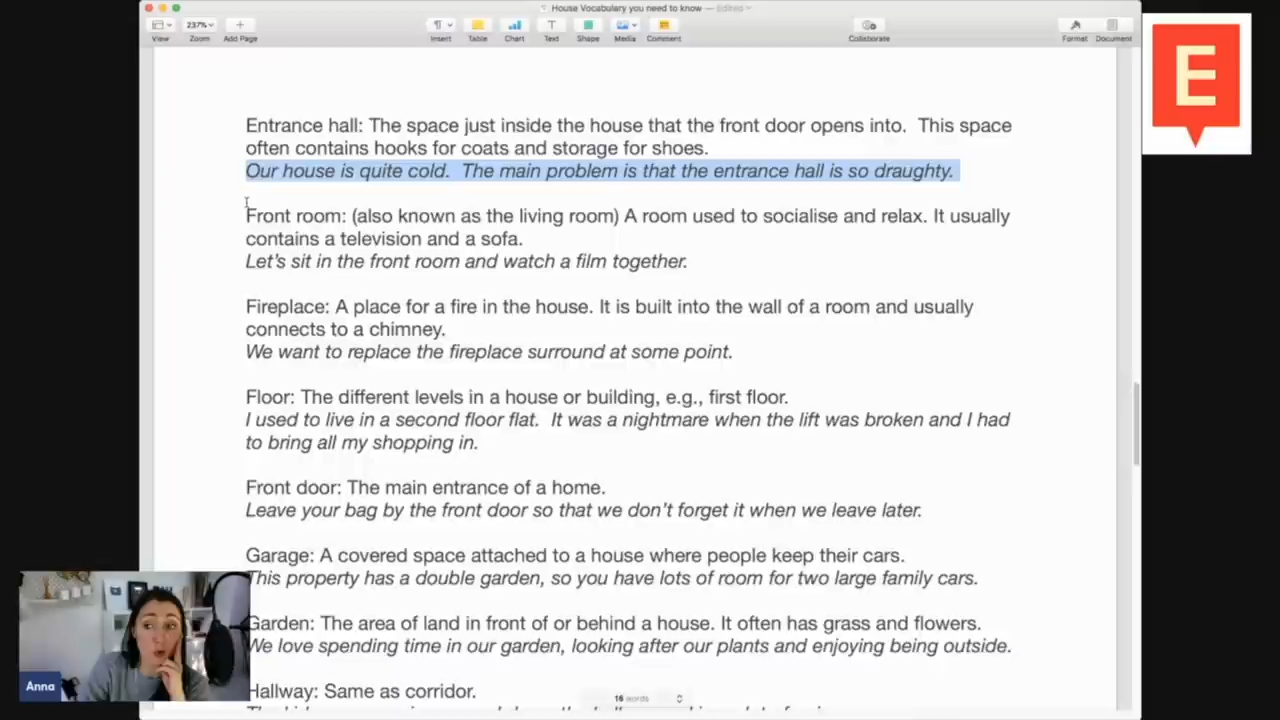 House Vocabulary you need to know — Edited
237%
View
Zoom
Add Page
Insert
Table
Chart
Text
Shape
Media
Comment
Collaborate
Format
Document
E
Entrance hall: The space just inside the house that the front door opens into.  This space
often contains hooks for coats and storage for shoes.
Our house is quite cold.  The main problem is that the entrance hall is so draughty.
Front room: (also known as the living room) A room used to socialise and relax. It usually
contains a television and a sofa.
Let's sit in the front room and watch a film together.
Fireplace: A place for a fire in the house. It is built into the wall of a room and usually
connects to a chimney.
We want to replace the fireplace surround at some point.
Floor: The different levels in a house or building, e.g., first floor.
I used to live in a second floor flat.  It was a nightmare when the lift was broken and I had
to bring all my shopping in.
Front door: The main entrance of a home.
Leave your bag by the front door so that we don't forget it when we leave later.
Garage: A covered space attached to a house where people keep their cars.
This property has a double garden, so you have lots of room for two large family cars.
Garden: The area of land in front of or behind a house. It often has grass and flowers.
We love spending time in our garden, looking after our plants and enjoying being outside.
Hallway: Same as corridor.
16 words
Anna